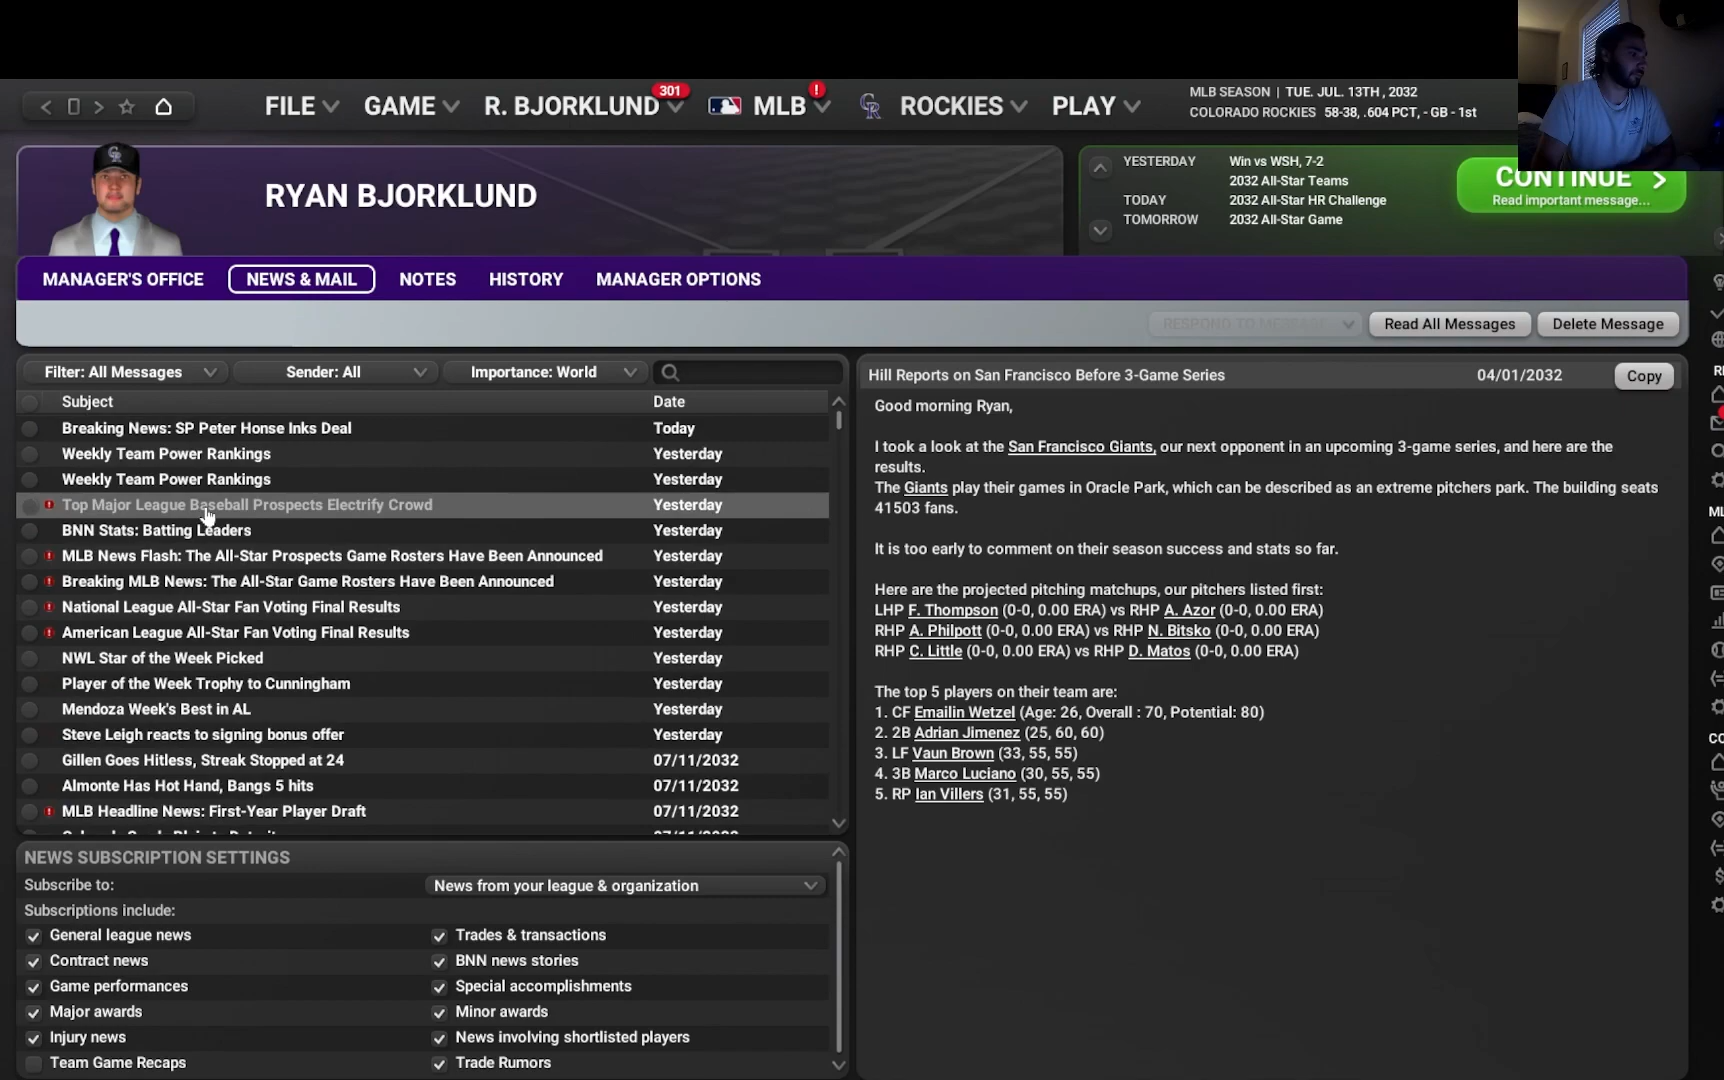 FILE GAME R. BJORKLUND 301 MLB ! ROCKIES PLAY
MLB SEASON | TUE. JUL. 13TH , 2032
COLORADO ROCKIES 58-38, .604 PCT, - GB - 1st
RYAN BJORKLUND
YESTERDAY Win vs WSH, 7-2
2032 All-Star Teams
TODAY 2032 All-Star HR Challenge
TOMORROW 2032 All-Star Game
CONTINUE
Read important message...
MANAGER'S OFFICE NEWS & MAIL NOTES HISTORY MANAGER OPTIONS
RESPOND TO MESSAGE Read All Messages Delete Message
Filter: All Messages Sender: All Importance: World
Subject Date
Breaking News: SP Peter Honse Inks Deal Today
Weekly Team Power Rankings Yesterday
Weekly Team Power Rankings Yesterday
Top Major League Baseball Prospects Electrify Crowd Yesterday
BNN Stats: Batting Leaders Yesterday
MLB News Flash: The All-Star Prospects Game Rosters Have Been Announced Yesterday
Breaking MLB News: The All-Star Game Rosters Have Been Announced Yesterday
National League All-Star Fan Voting Final Results Yesterday
American League All-Star Fan Voting Final Results Yesterday
NWL Star of the Week Picked Yesterday
Player of the Week Trophy to Cunningham Yesterday
Mendoza Week's Best in AL Yesterday
Steve Leigh reacts to signing bonus offer Yesterday
Gillen Goes Hitless, Streak Stopped at 24 07/11/2032
Almonte Has Hot Hand, Bangs 5 hits 07/11/2032
MLB Headline News: First-Year Player Draft 07/11/2032
NEWS SUBSCRIPTION SETTINGS
Subscribe to: News from your league & organization
Subscriptions include:
General league news Trades & transactions
Contract news BNN news stories
Game performances Special accomplishments
Major awards Minor awards
Injury news News involving shortlisted players
Team Game Recaps Trade Rumors
Hill Reports on San Francisco Before 3-Game Series 04/01/2032 Copy
Good morning Ryan,
I took a look at the San Francisco Giants, our next opponent in an upcoming 3-game series, and here are the
results.
The Giants play their games in Oracle Park, which can be described as an extreme pitchers park. The building seats
41503 fans.
It is too early to comment on their season success and stats so far.
Here are the projected pitching matchups, our pitchers listed first:
LHP F. Thompson (0-0, 0.00 ERA) vs RHP A. Azor (0-0, 0.00 ERA)
RHP A. Philpott (0-0, 0.00 ERA) vs RHP N. Bitsko (0-0, 0.00 ERA)
RHP C. Little (0-0, 0.00 ERA) vs RHP D. Matos (0-0, 0.00 ERA)
The top 5 players on their team are:
1. CF Emailin Wetzel (Age: 26, Overall : 70, Potential: 80)
2. 2B Adrian Jimenez (25, 60, 60)
3. LF Vaun Brown (33, 55, 55)
4. 3B Marco Luciano (30, 55, 55)
5. RP Ian Villers (31, 55, 55)